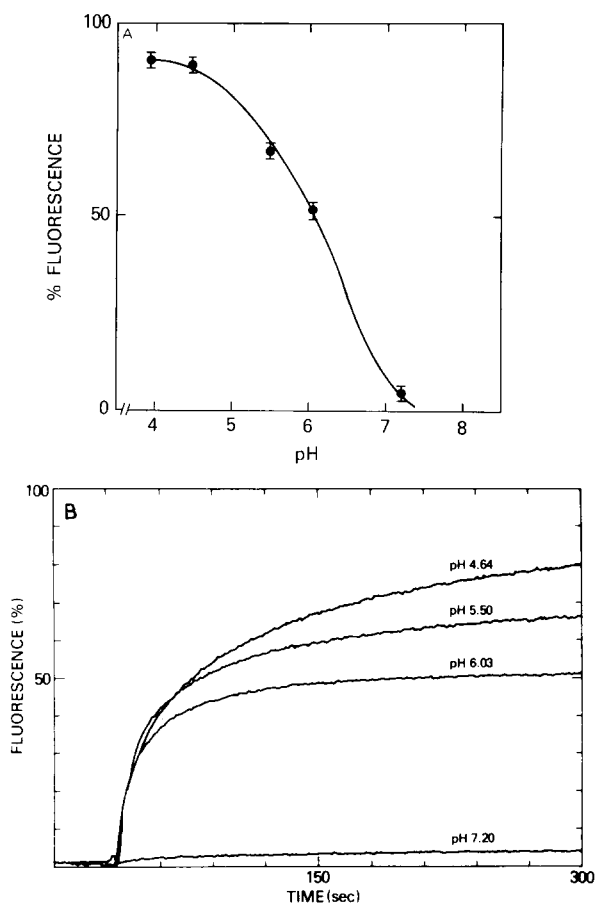 A
100
50
0
% FLUORESCENCE
4 5 6 7 8
pH
B
100
50
FLUORESCENCE (%)
pH 4.64
pH 5.50
pH 6.03
pH 7.20
150 300
TIME (sec)